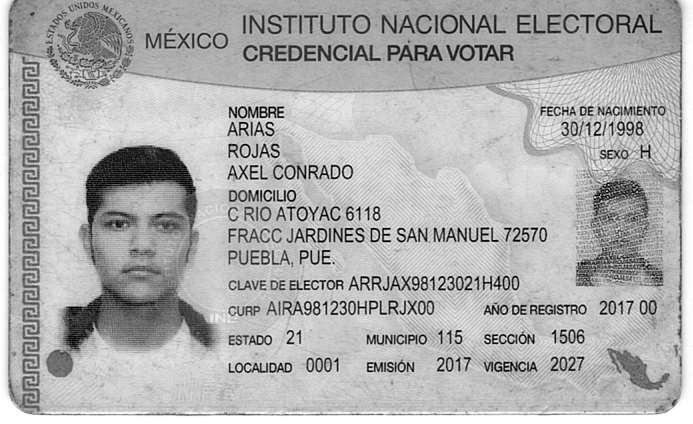 ESTADOS UNIDOS MEXICANOS
MÉXICO
INSTITUTO NACIONAL ELECTORAL
CREDENCIAL PARA VOTAR
NOMBRE
ARIAS
ROJAS
AXEL CONRADO
FECHA DE NACIMIENTO
30/12/1998
SEXO H
DOMICILIO
C RIO ATOYAC 6118
FRACC JARDINES DE SAN MANUEL 72570
PUEBLA, PUE.
CLAVE DE ELECTOR ARRJAX98123021H400
CURP AIRA981230HPLRJX00 AÑO DE REGISTRO 2017 00
ESTADO 21 MUNICIPIO 115 SECCIÓN 1506
LOCALIDAD 0001 EMISIÓN 2017 VIGENCIA 2027